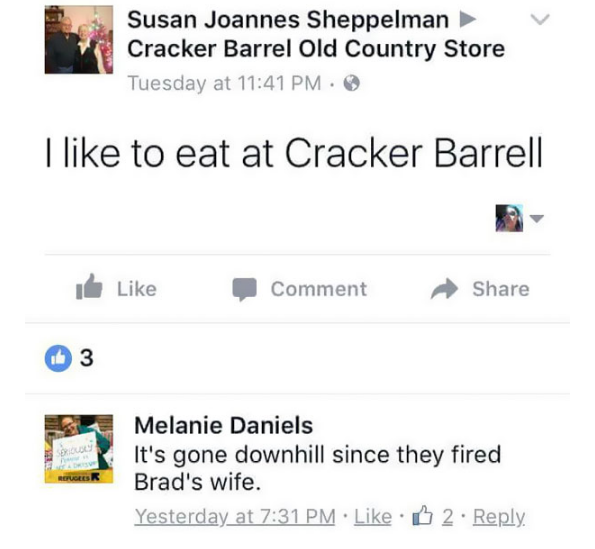 Susan Joannes Sheppelman ▶
Cracker Barrel Old Country Store
Tuesday at 11:41 PM ·
I like to eat at Cracker Barrell
Like Comment Share
3
Melanie Daniels
It's gone downhill since they fired
Brad's wife.
Yesterday at 7:31 PM · Like · 2 · Reply
SERIOUSLY
REFUGEES